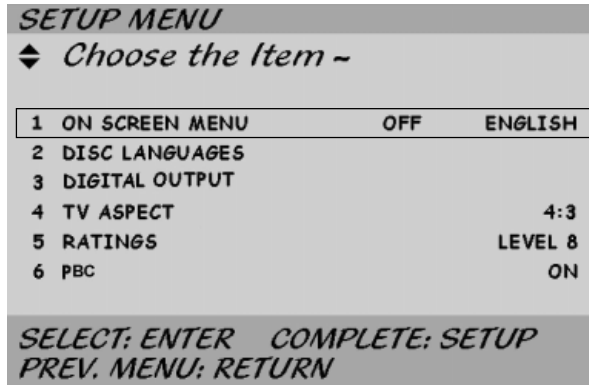 SETUP MENU
Choose the Item ~
1 ON SCREEN MENU OFF ENGLISH
2 DISC LANGUAGES
3 DIGITAL OUTPUT
4 TV ASPECT 4:3
5 RATINGS LEVEL 8
6 PBC ON
SELECT: ENTER COMPLETE: SETUP
PREV. MENU: RETURN